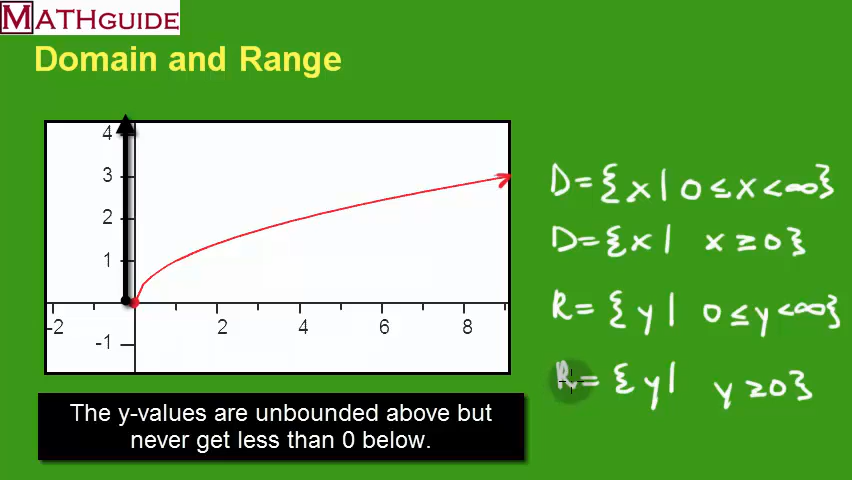 MATHGUIDE
Domain and Range
4
3
2
1
-2 2 4 6 8
-1
D={x| 0≤x<∞}
D={x| x≥0}
R={y| 0≤y<∞}
R={y| y≥0}
The y-values are unbounded above but
never get less than 0 below.